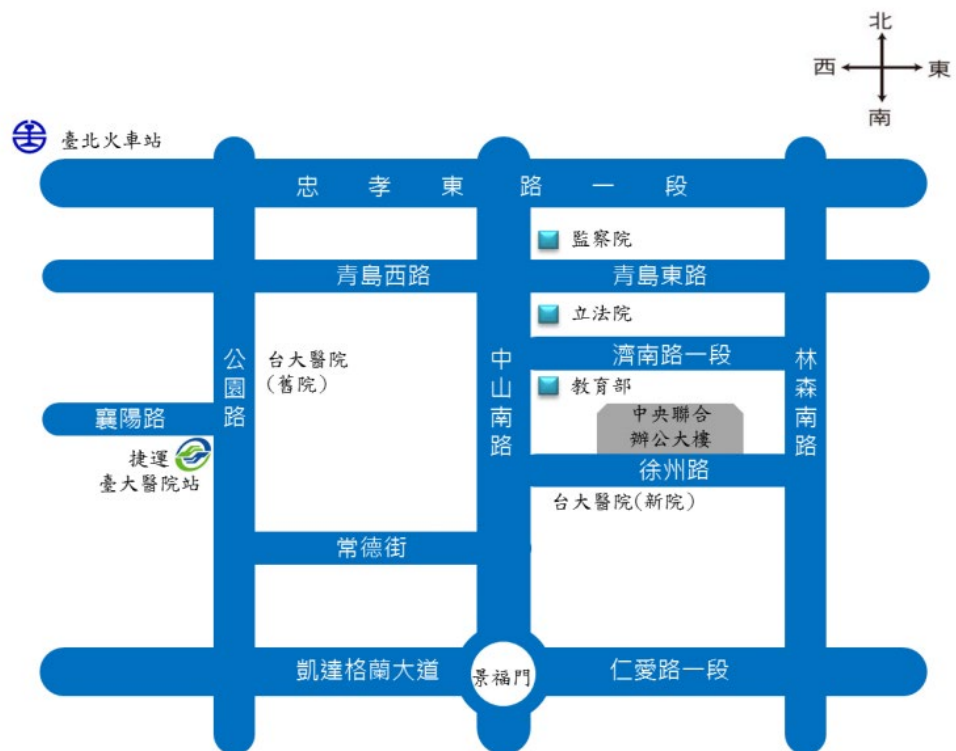 北
西
東
南
臺北火車站
忠孝東路一段
監察院
青島西路
青島東路
立法院
公園路
台大醫院
(舊院)
中山南路
濟南路一段
林森南路
教育部
襄陽路
中央聯合
辦公大樓
捷運
臺大醫院站
徐州路
台大醫院(新院)
常德街
凱達格蘭大道
景福門
仁愛路一段